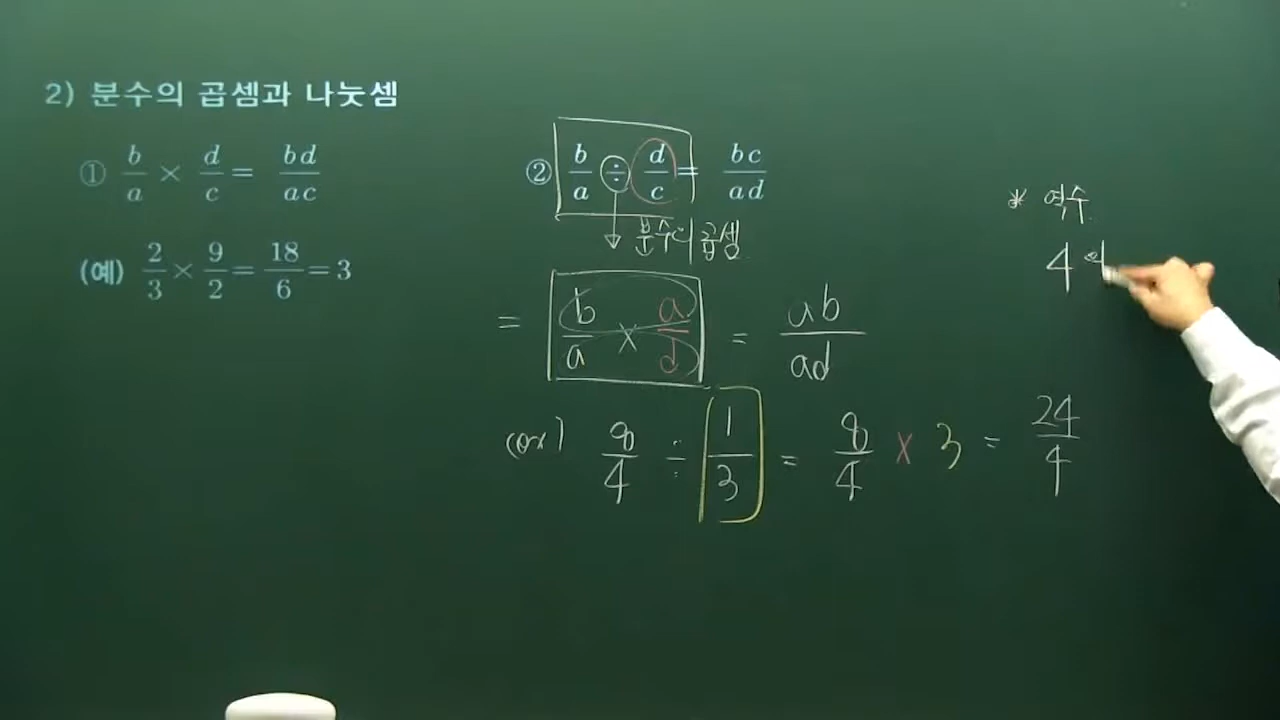 2) 분수의 곱셈과 나눗셈
① b/a × d/c = bd/ac
(예) 2/3 × 9/2 = 18/6 = 3
② b/a ÷ d/c = bc/ad
분수의 곱셈
= b/a × a/d = ab/ad
(ex) 8/4 ÷ 1/3 = 8/4 × 3 = 24/4
* 역수
4의